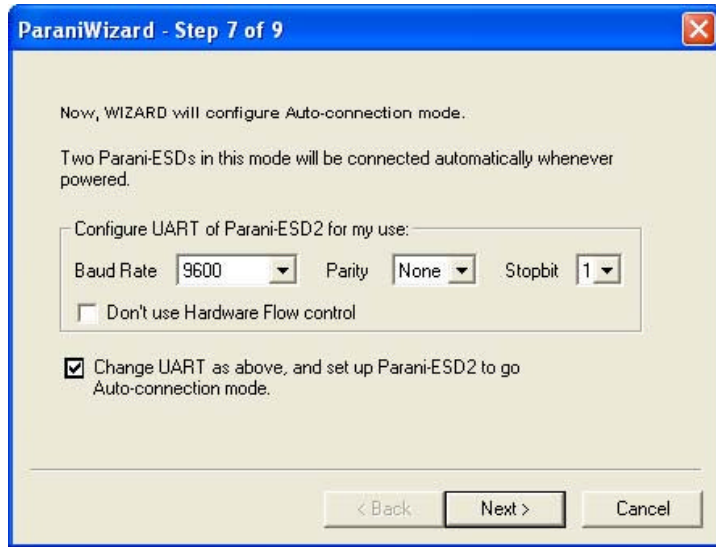 ParaniWizard - Step 7 of 9
Now, WIZARD will configure Auto-connection mode.
Two Parani-ESDs in this mode will be connected automatically whenever
powered.
Configure UART of Parani-ESD2 for my use:
Baud Rate 9600 Parity None Stopbit 1
Don't use Hardware Flow control
Change UART as above, and set up Parani-ESD2 to go
Auto-connection mode.
< Back Next > Cancel